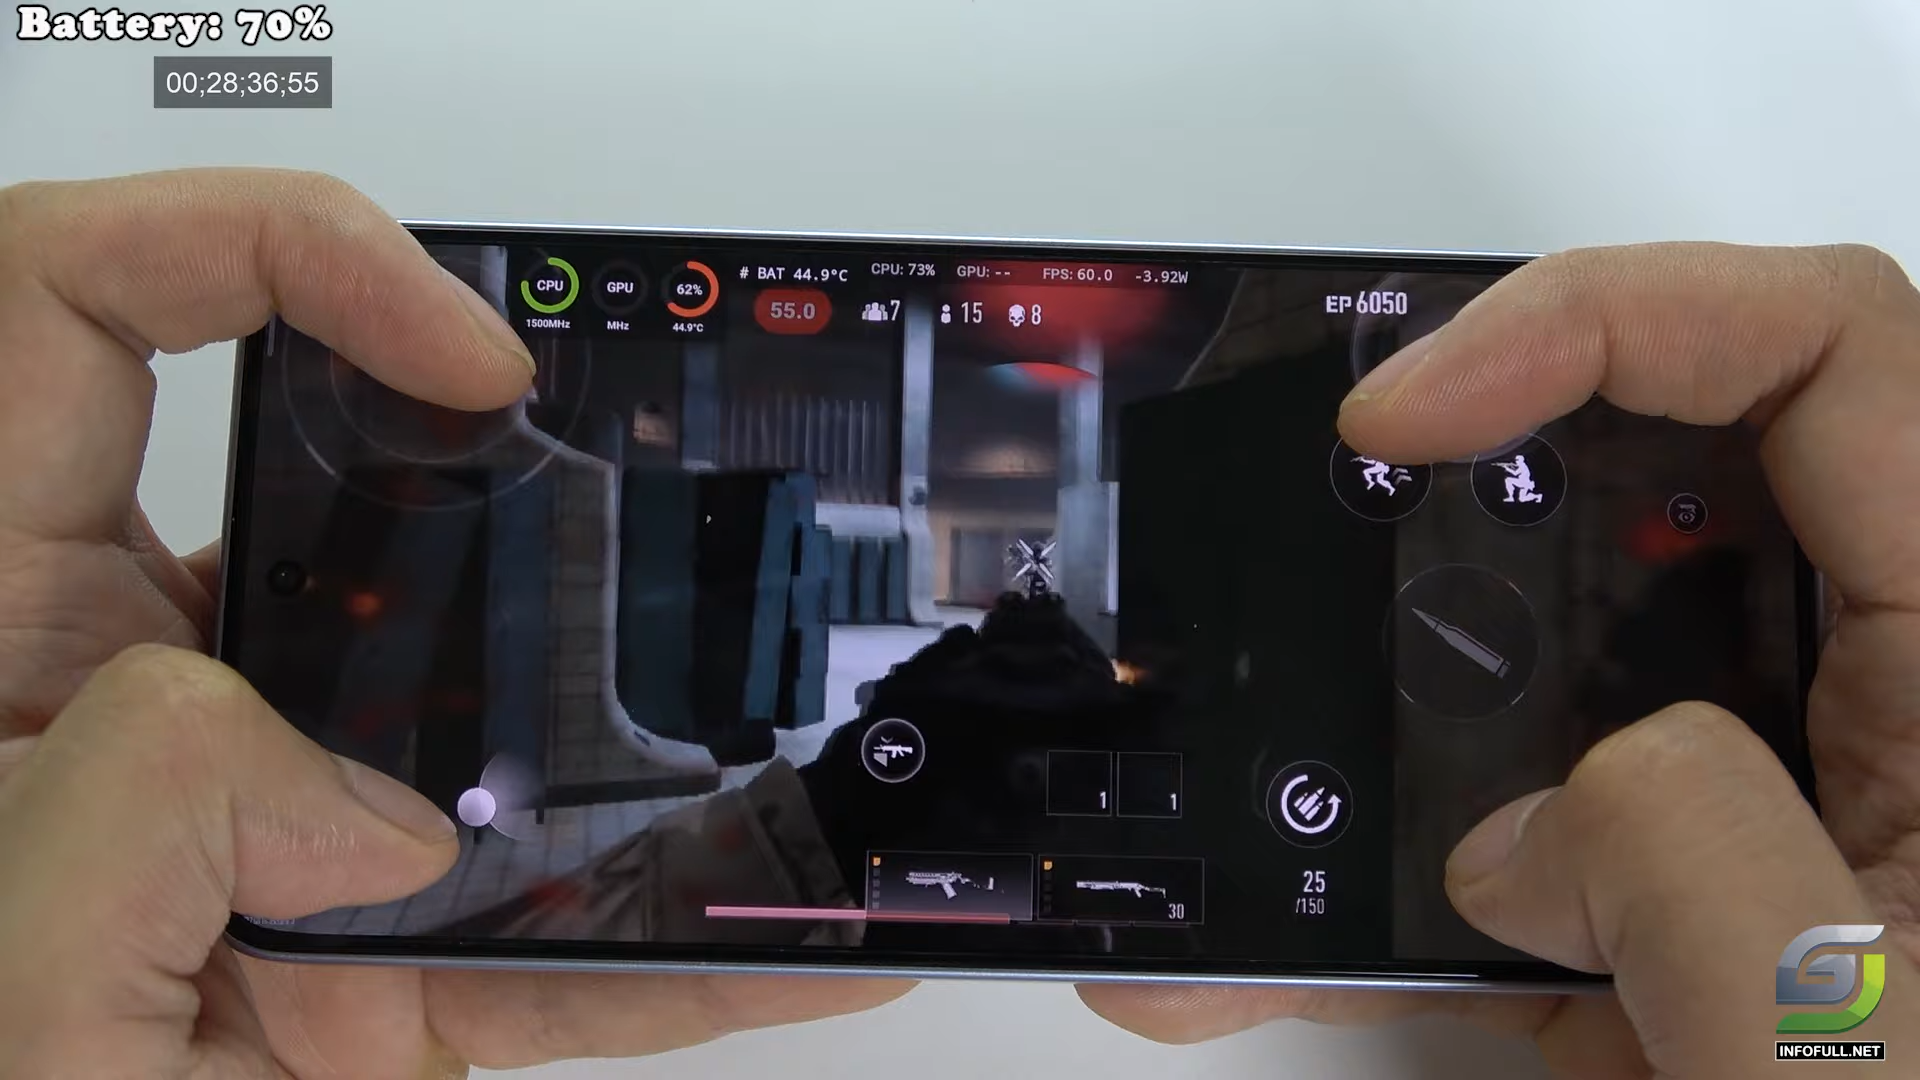 Battery: 70%
00;28;36,55
CPU
1500MHz
GPU
MHz
62%
44.9°C
# BAT 44.9°C
CPU: 73%
GPU: --
FPS: 60.0
-3.92W
55.0
7
15
8
EP 6050
1
1
30
25
/150
INFOFULL.NET